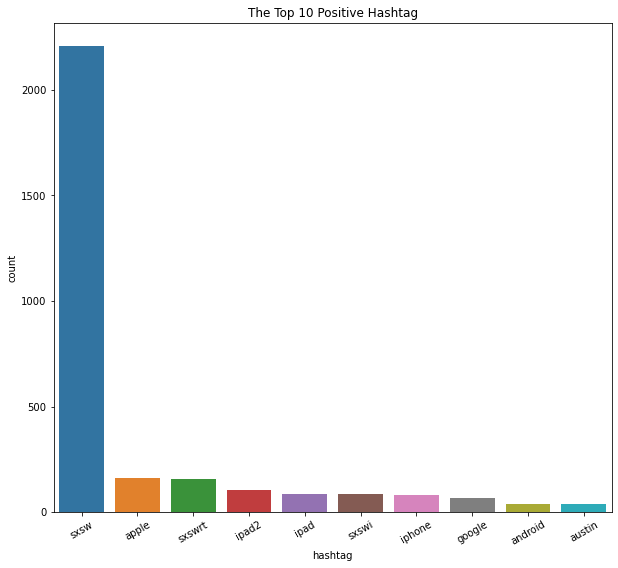 The Top 10 Positive Hashtag
2000
1500
1000
500
0
count
sxsw apple sxswrt ipad2 ipad sxswi iphone google android austin
hashtag